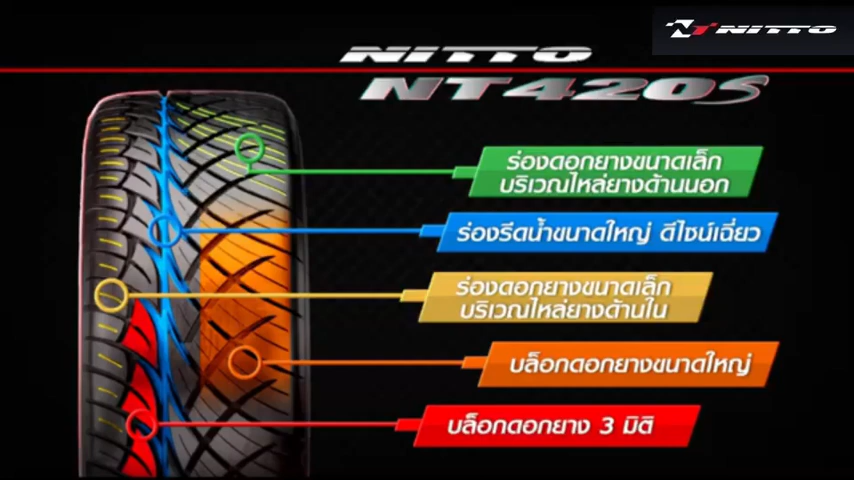 NITTO
NITTO
NT420S
ร่องดอกยางขนาดเล็ก
บริเวณไหล่ยางด้านนอก
ร่องรีดน้ำขนาดใหญ่ ดีไซน์เฉี่ยว
ร่องดอกยางขนาดเล็ก
บริเวณไหล่ยางด้านใน
บล็อกดอกยางขนาดใหญ่
บล็อกดอกยาง 3 มิติ